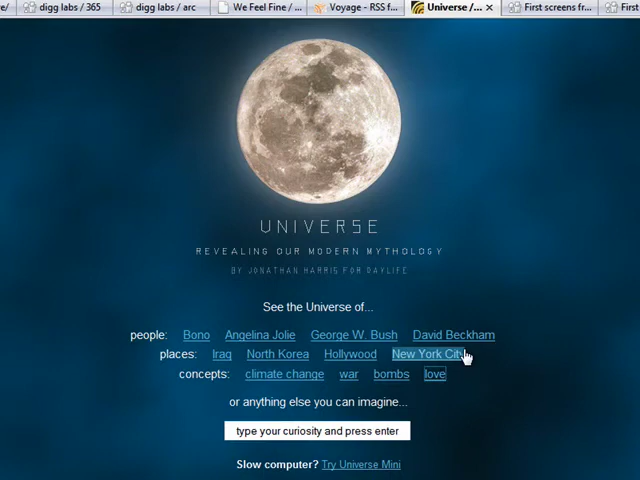 digg labs / 365 digg labs / arc We Feel Fine / ... Voyage - RSS f... Universe /... First screens fr... First
UNIVERSE
REVEALING OUR MODERN MYTHOLOGY
BY JONATHAN HARRIS FOR DAYLIFE
See the Universe of...
people: Bono Angelina Jolie George W. Bush David Beckham
places: Iraq North Korea Hollywood New York City
concepts: climate change war bombs love
or anything else you can imagine...
type your curiosity and press enter
Slow computer? Try Universe Mini